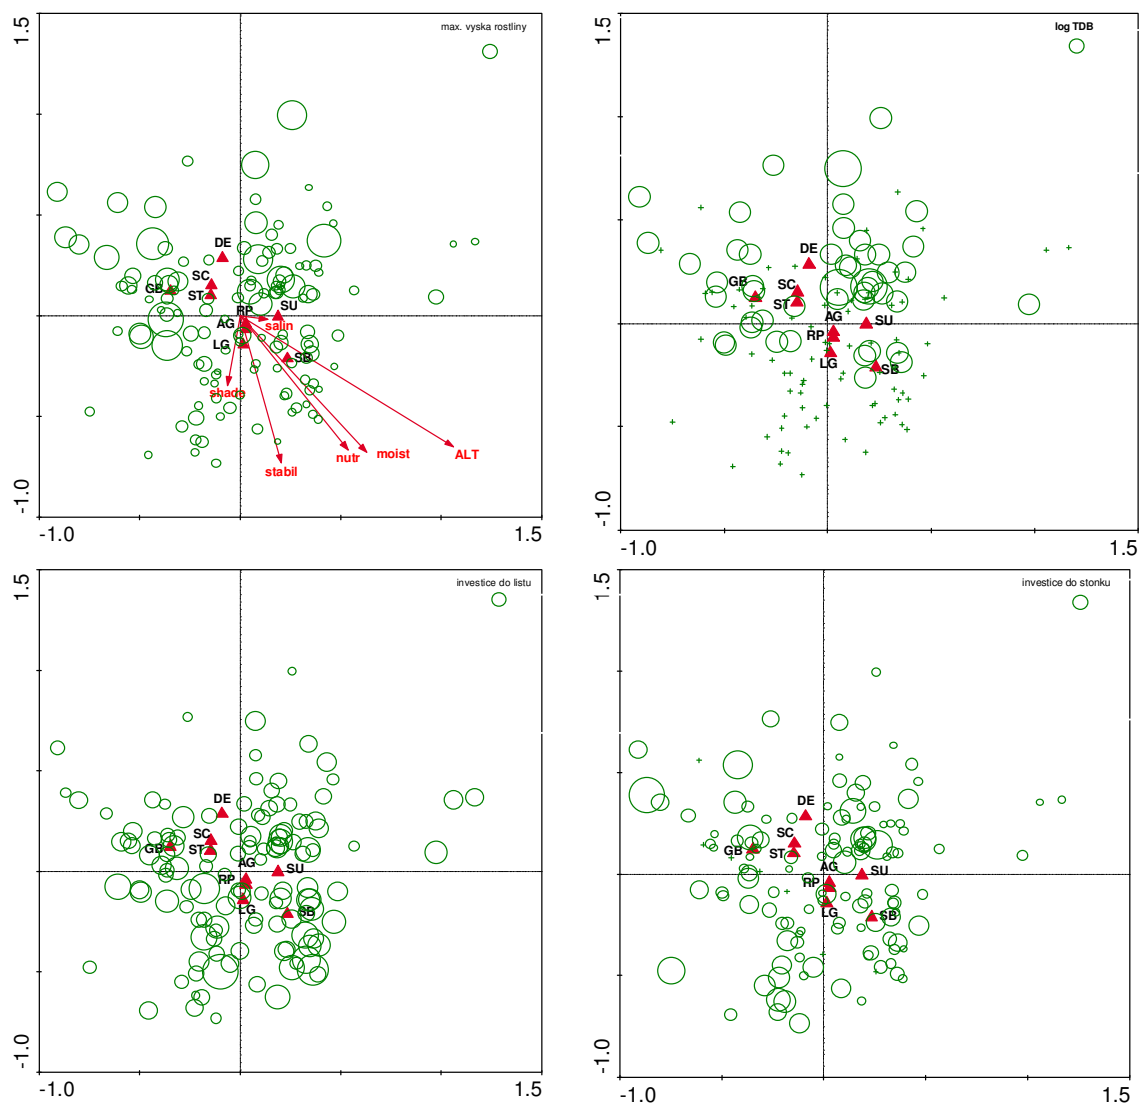 1.5
max. vyska rostliny
DE
SC
GB
ST
RP
SU
AG
salin
LG
SB
shade
nutr
moist
ALT
stabil
-1.0
-1.0
1.5
1.5
log TDB
DE
SC
GB
ST
AG
SU
RP
LG
SB
-1.0
-1.0
1.5
1.5
investice do listu
DE
SC
GB
ST
AG
SU
RP
LG
SB
-1.0
-1.0
1.5
1.5
investice do stonku
DE
SC
GB
ST
AG
SU
RP
LG
SB
-1.0
-1.0
1.5